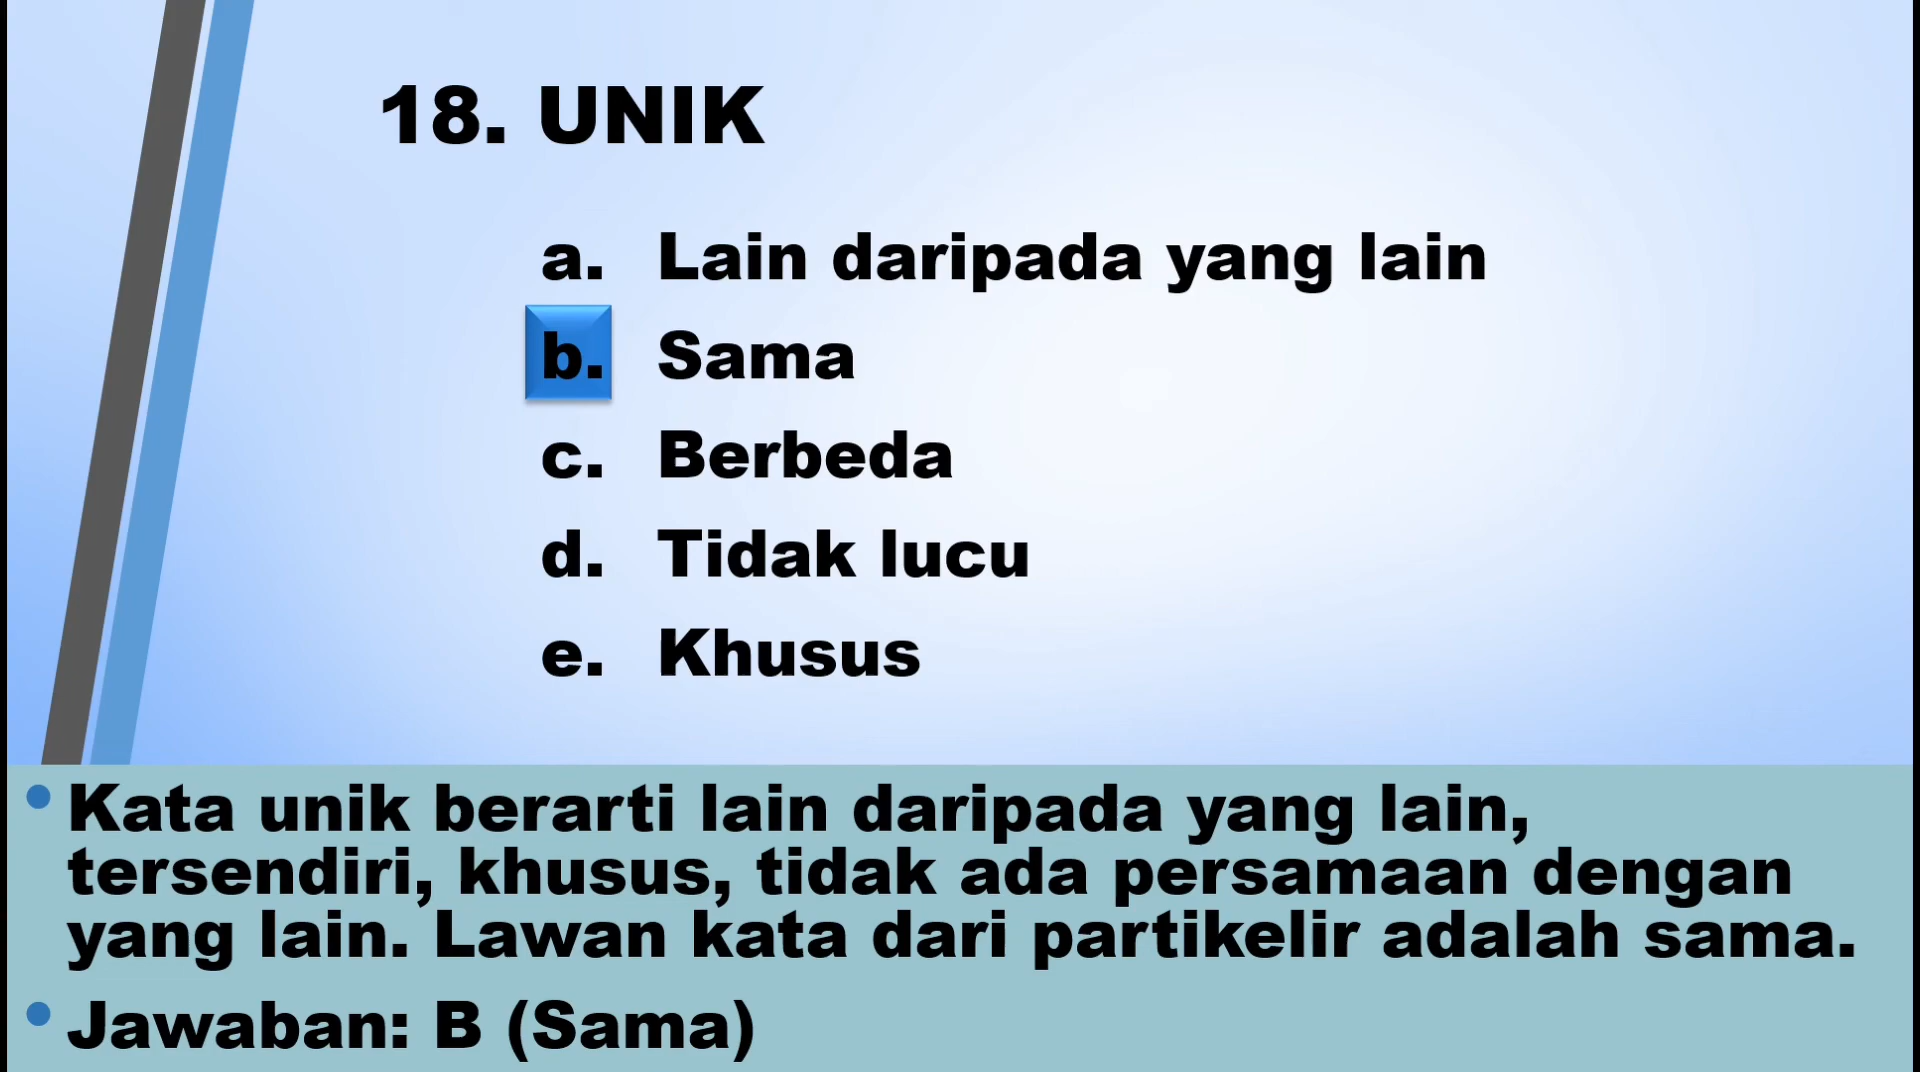 18. UNIK
a. Lain daripada yang lain
b. Sama
c. Berbeda
d. Tidak lucu
e. Khusus
• Kata unik berarti lain daripada yang lain,
tersendiri, khusus, tidak ada persamaan dengan
yang lain. Lawan kata dari partikelir adalah sama.
• Jawaban: B (Sama)